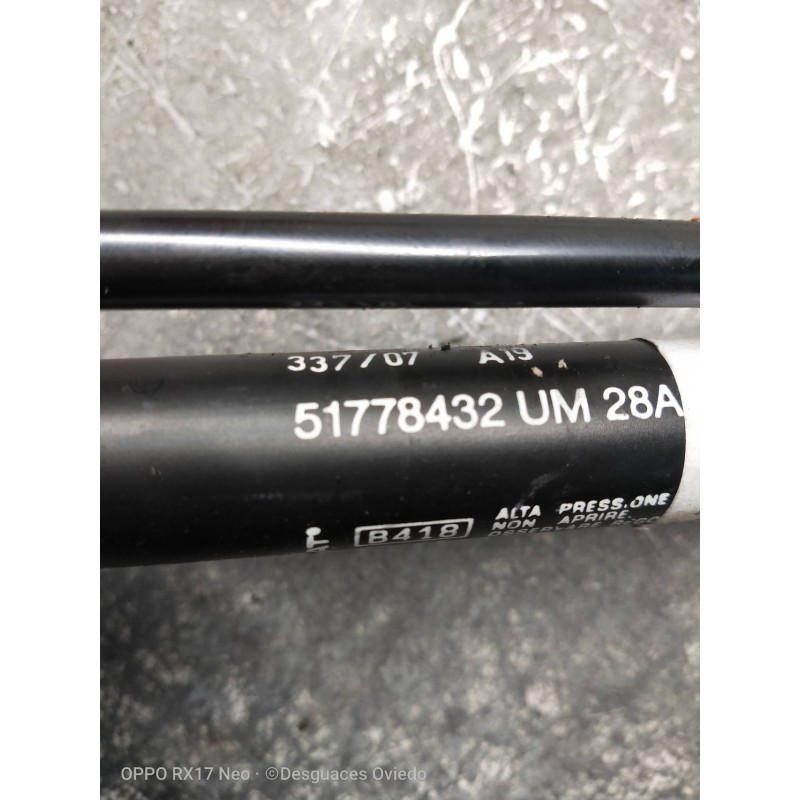 337/07 A19
51778432 UM 28A
B418
ALTA PRESSIONE
NON APRIRE
OPPO RX17 Neo · ©Desguaces Oviedo